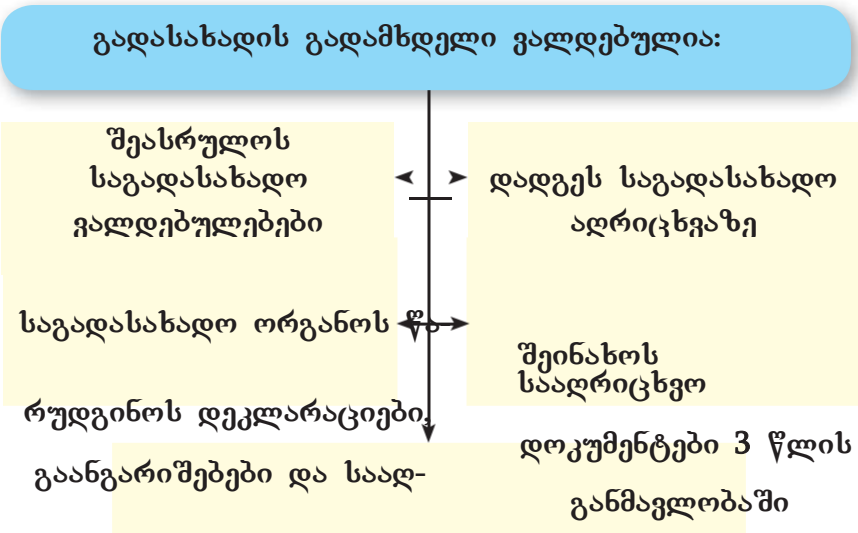 გადასახადის გადამხდელი ვალდებულია:
შეასრულოს
საგადასახადო
ვალდებულებები
დადგეს საგადასახადო
აღრიცხვაზე
საგადასახადო ორგანოს წა
რუდგინოს დეკლარაციები,
გაანგარიშებები და სააღ-
შეინახოს
სააღრიცხვო
დოკუმენტები 3 წლის
განმავლობაში